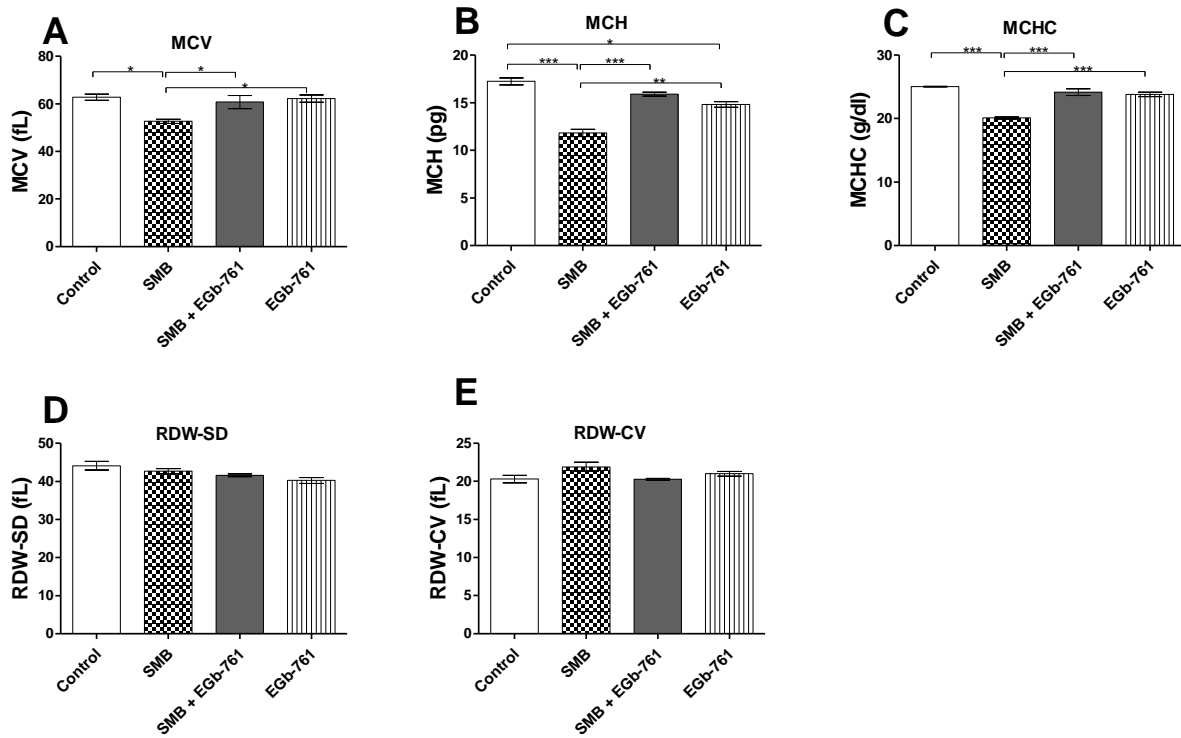 A
MCV
MCV (fL)
80
60
40
20
0
*
*
*
Control
SMB
SMB + EGb-761
EGb-761
B
MCH
MCH (pg)
20
15
10
5
0
*
***
***
**
Control
SMB
SMB + EGb-761
EGb-761
C
MCHC
MCHC (g/dl)
30
20
10
0
***
***
***
Control
SMB
SMB + EGb-761
EGb-761
D
RDW-SD
RDW-SD (fL)
50
40
30
20
10
0
Control
SMB
SMB + EGb-761
EGb-761
E
RDW-CV
RDW-CV (fL)
25
20
15
10
5
0
Control
SMB
SMB + EGb-761
EGb-761